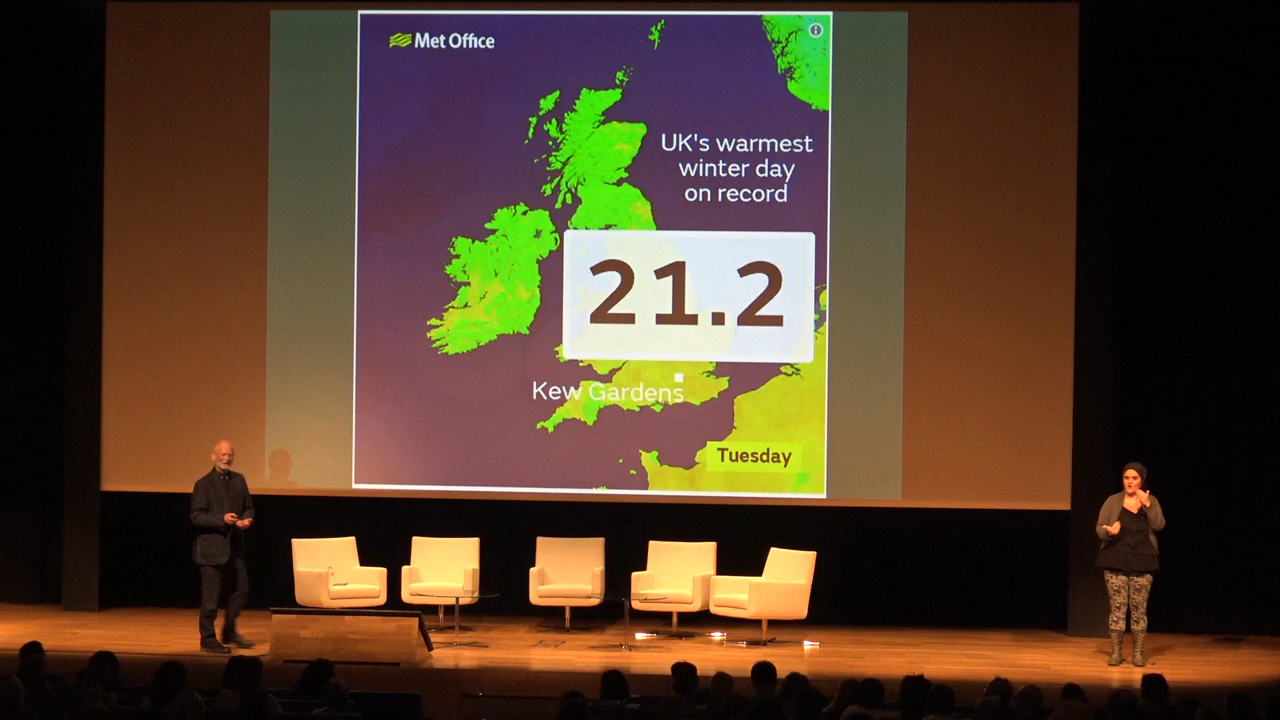 Met Office
UK's warmest
winter day
on record
21.2
Kew Gardens
Tuesday